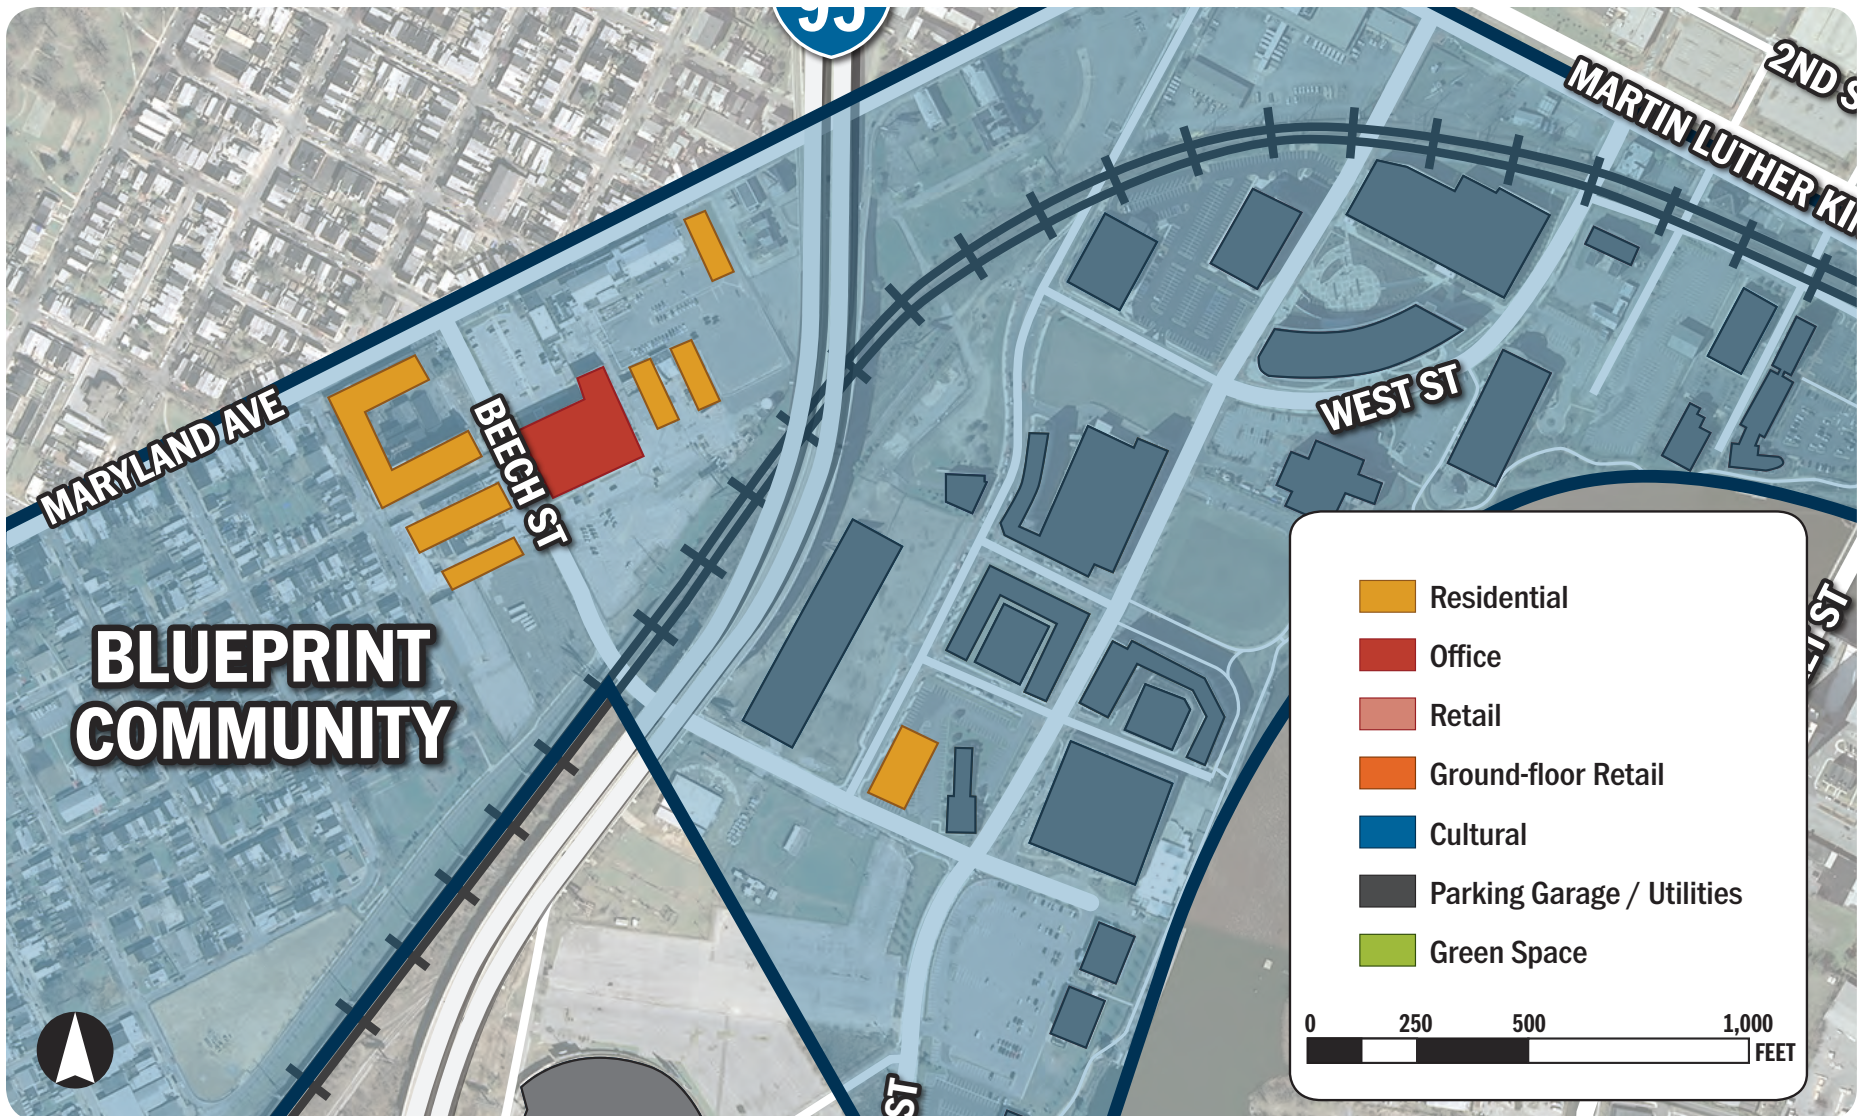 95
2ND S
MARTIN LUTHER KI
MARYLAND AVE
BEECH ST
WEST ST
BLUEPRINT
COMMUNITY
ST
ST
Residential
Office
Retail
Ground-floor Retail
Cultural
Parking Garage / Utilities
Green Space
0 250 500 1,000
FEET